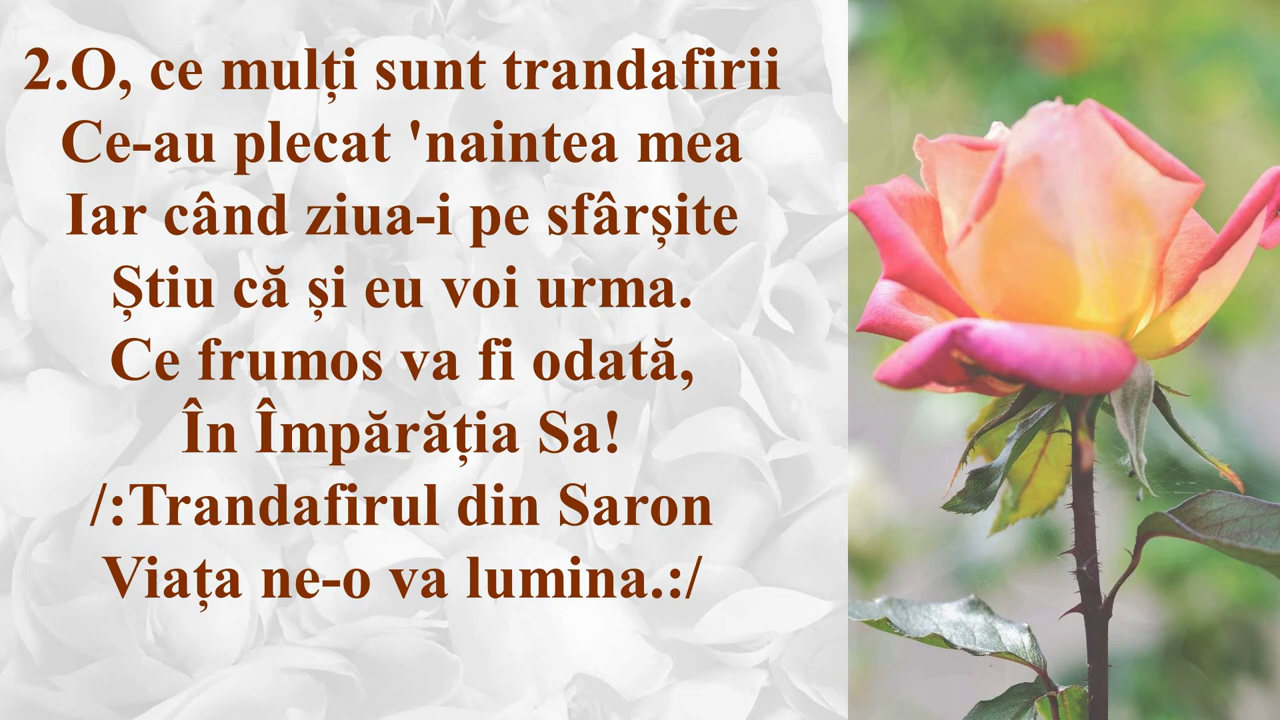 2.O, ce mulți sunt trandafirii
Ce-au plecat 'naintea mea
Iar când ziua-i pe sfârșite
Știu că și eu voi urma.
Ce frumos va fi odată,
În Împărăția Sa!
/:Trandafirul din Saron
Viața ne-o va lumina.:/